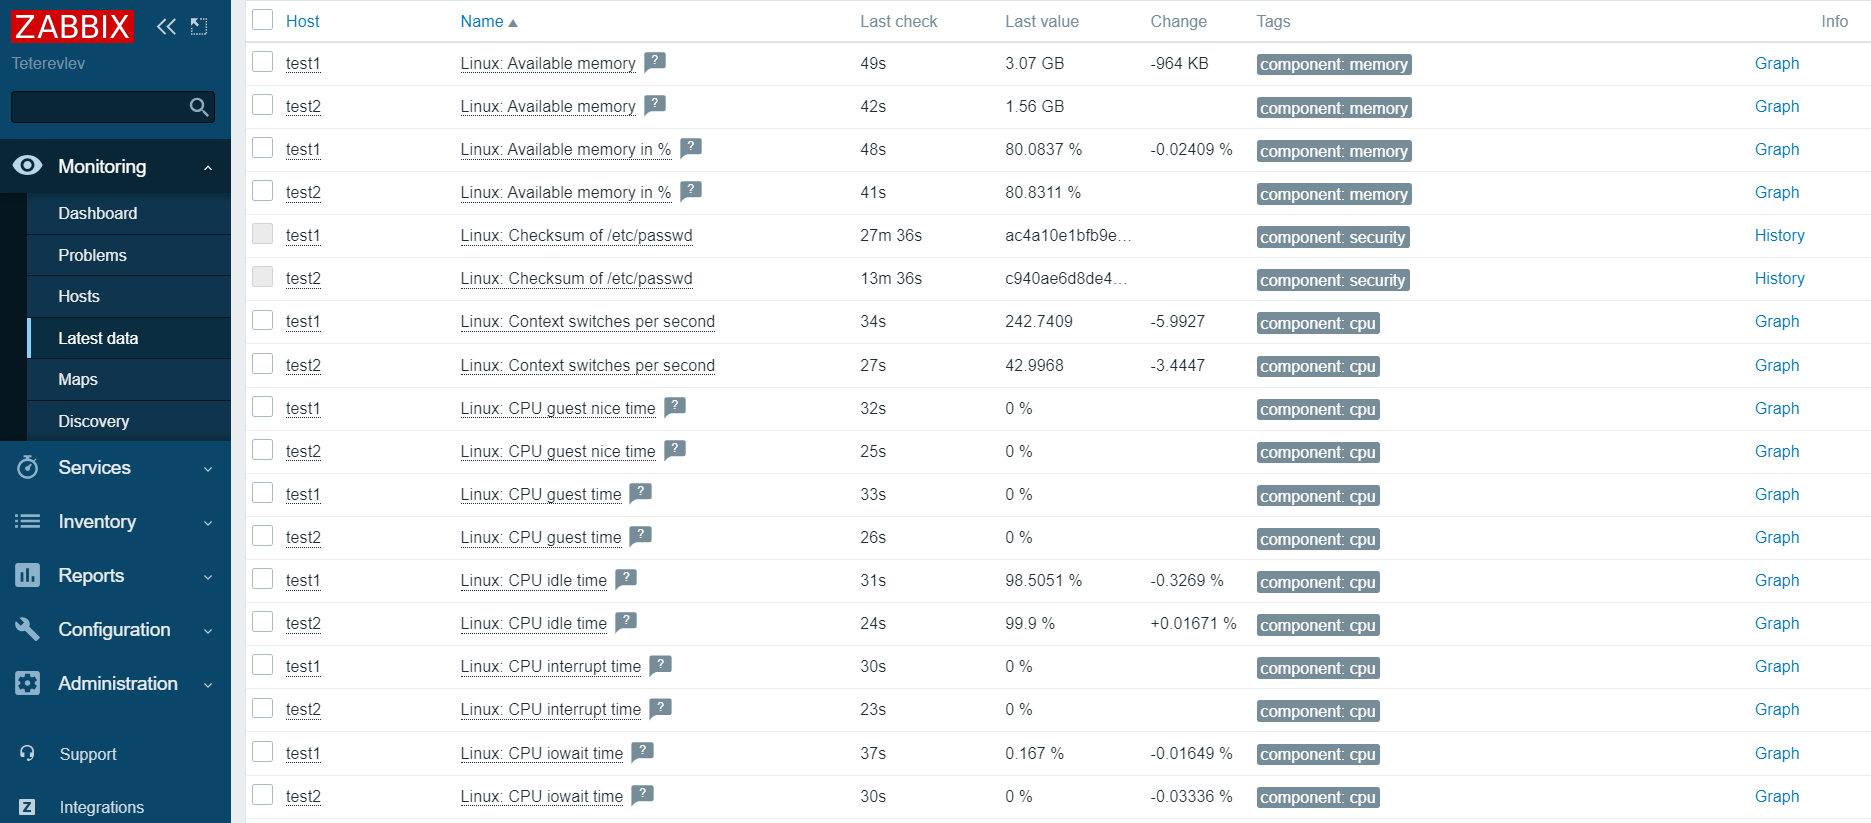 ZABBIX
Teterevlev
Monitoring
Dashboard
Problems
Hosts
Latest data
Maps
Discovery
Services
Inventory
Reports
Configuration
Administration
Support
Z Integrations
Host Name Last check Last value Change Tags Info
test1 Linux: Available memory ? 49s 3.07 GB -964 KB component: memory Graph
test2 Linux: Available memory ? 42s 1.56 GB component: memory Graph
test1 Linux: Available memory in % ? 48s 80.0837 % -0.02409 % component: memory Graph
test2 Linux: Available memory in % ? 41s 80.8311 % component: memory Graph
test1 Linux: Checksum of /etc/passwd 27m 36s ac4a10e1bfb9e... component: security History
test2 Linux: Checksum of /etc/passwd 13m 36s c940ae6d8de4... component: security History
test1 Linux: Context switches per second 34s 242.7409 -5.9927 component: cpu Graph
test2 Linux: Context switches per second 27s 42.9968 -3.4447 component: cpu Graph
test1 Linux: CPU guest nice time ? 32s 0 % component: cpu Graph
test2 Linux: CPU guest nice time ? 25s 0 % component: cpu Graph
test1 Linux: CPU guest time ? 33s 0 % component: cpu Graph
test2 Linux: CPU guest time ? 26s 0 % component: cpu Graph
test1 Linux: CPU idle time ? 31s 98.5051 % -0.3269 % component: cpu Graph
test2 Linux: CPU idle time ? 24s 99.9 % +0.01671 % component: cpu Graph
test1 Linux: CPU interrupt time ? 30s 0 % component: cpu Graph
test2 Linux: CPU interrupt time ? 23s 0 % component: cpu Graph
test1 Linux: CPU iowait time ? 37s 0.167 % -0.01649 % component: cpu Graph
test2 Linux: CPU iowait time ? 30s 0 % -0.03336 % component: cpu Graph